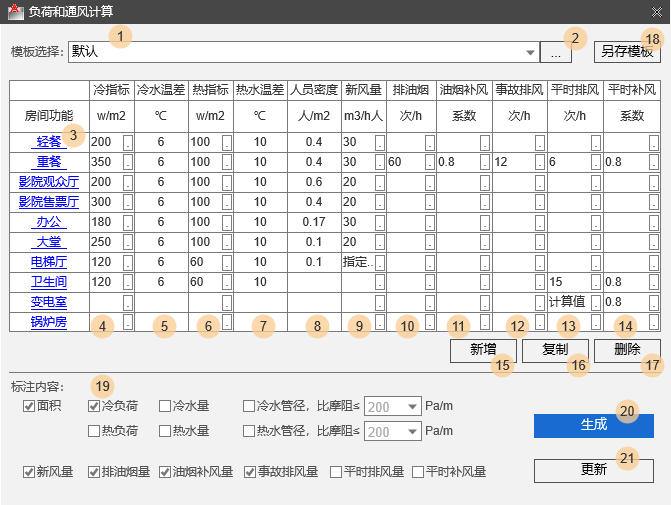 负荷和通风计算
1 2 18
模板选择: 默认 ... 另存模板
冷指标 冷水温差 热指标 热水温差 人员密度 新风量 排油烟 油烟补风 事故排风 平时排风 平时补风
房间功能 w/m2 ℃ w/m2 ℃ 人/m2 m3/h人 次/h 系数 次/h 次/h 系数
轻餐 3 200 6 100 10 0.4 30
重餐 350 6 100 10 0.4 30 60 0.8 12 6 0.8
影院观众厅 200 6 100 10 0.6 20
影院售票厅 300 6 100 10 0.4 20
办公 180 6 100 10 0.17 30
大堂 250 6 100 10 0.1 20
电梯厅 120 6 60 10 0.1 指定..
卫生间 120 6 60 10 15 0.8
变电室 计算值 0.8
锅炉房 4 5 6 7 8 9 10 11 12 13 14
新增 复制 删除
15 16 17
标注内容: 19
面积 冷负荷 冷水量 冷水管径，比摩阻≤ 200 Pa/m
20
生成
热负荷 热水量 热水管径，比摩阻≤ 200 Pa/m
21
更新
新风量 排油烟量 油烟补风量 事故排风量 平时排风量 平时补风量